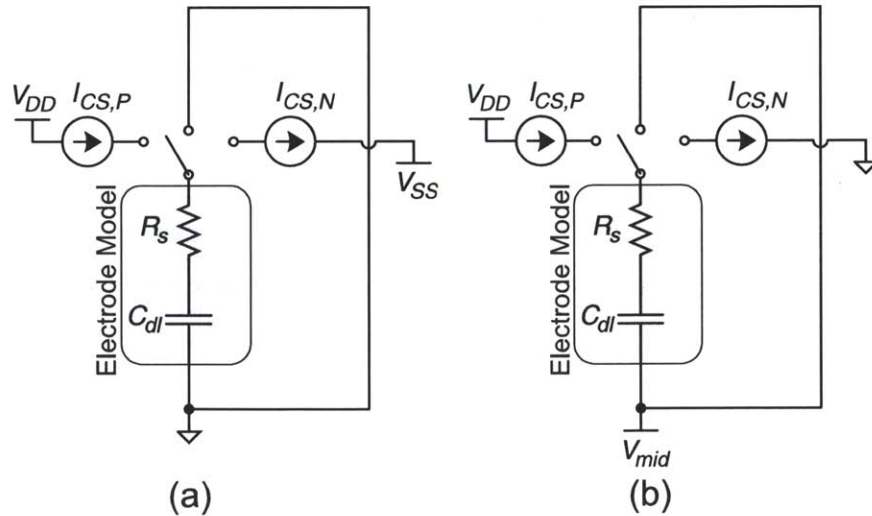 V_DD I_CS,P I_CS,N
V_SS
Electrode Model
R_s
C_dl
(a)
V_DD I_CS,P I_CS,N
Electrode Model
R_s
C_dl
V_mid
(b)